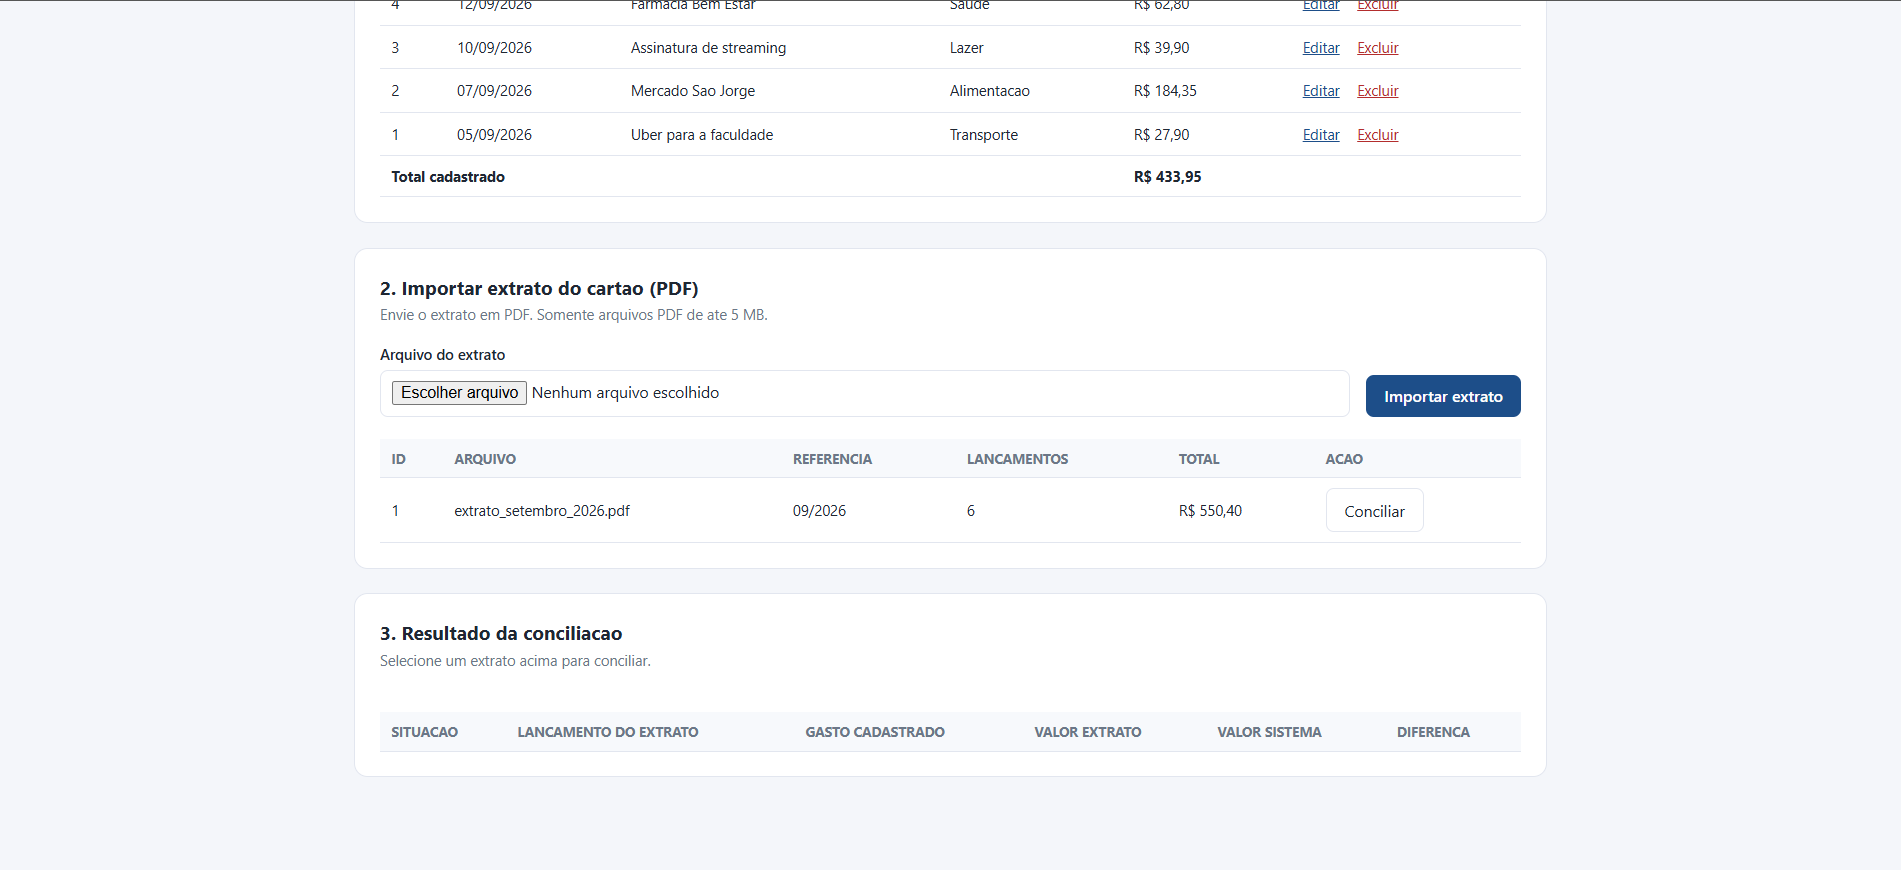 4 12/09/2026 Farmacia Bem Estar Saude R$ 62,80 Editar Excluir
3 10/09/2026 Assinatura de streaming Lazer R$ 39,90 Editar Excluir
2 07/09/2026 Mercado Sao Jorge Alimentacao R$ 184,35 Editar Excluir
1 05/09/2026 Uber para a faculdade Transporte R$ 27,90 Editar Excluir
Total cadastrado R$ 433,95
2. Importar extrato do cartao (PDF)
Envie o extrato em PDF. Somente arquivos PDF de ate 5 MB.
Arquivo do extrato
Escolher arquivo Nenhum arquivo escolhido Importar extrato
ID ARQUIVO REFERENCIA LANCAMENTOS TOTAL ACAO
1 extrato_setembro_2026.pdf 09/2026 6 R$ 550,40 Conciliar
3. Resultado da conciliacao
Selecione um extrato acima para conciliar.
SITUACAO LANCAMENTO DO EXTRATO GASTO CADASTRADO VALOR EXTRATO VALOR SISTEMA DIFERENCA